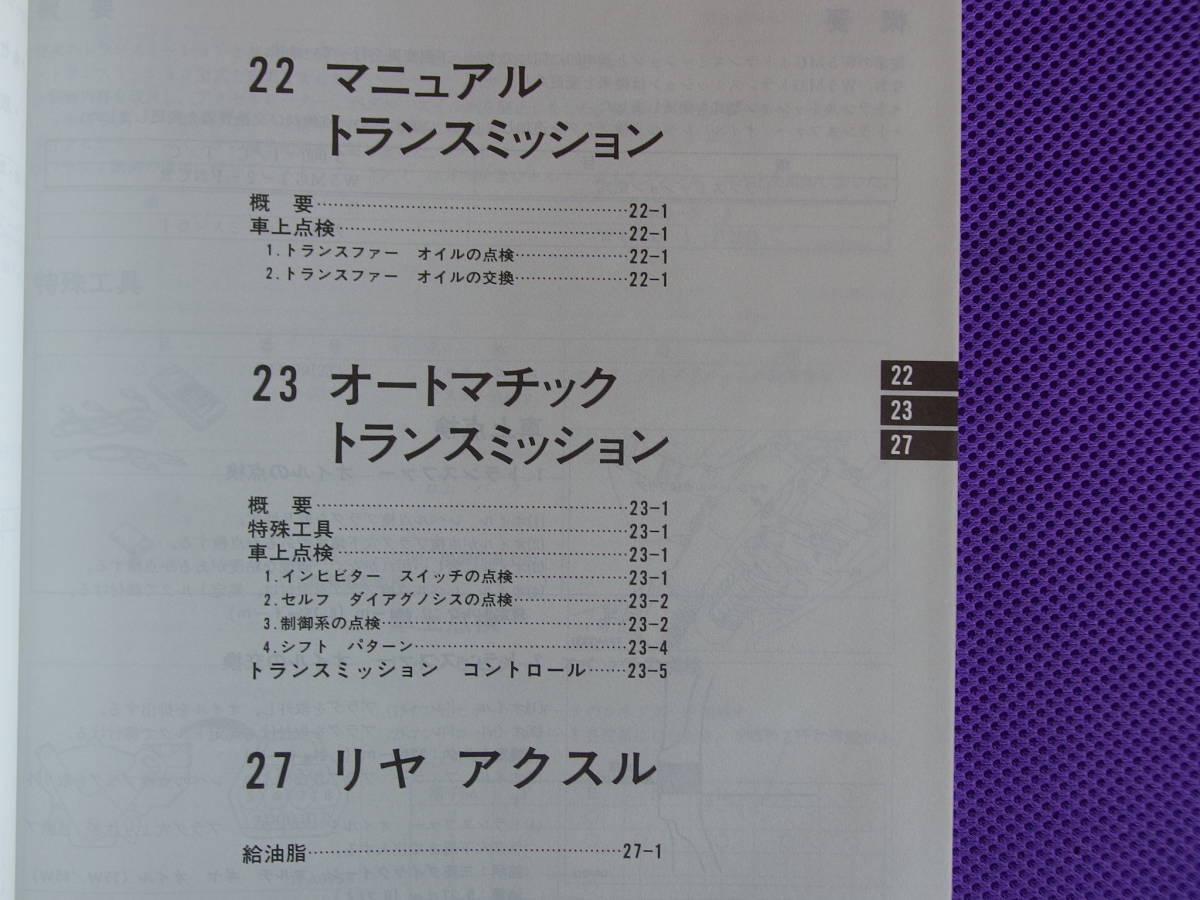 22 マニュアル
トランスミッション
概 要……………………………………22-1
車上点検…………………………………22-1
1.トランスファー オイルの点検……………22-1
2.トランスファー オイルの交換……………22-1
23 オートマチック
トランスミッション
概 要……………………………………23-1
特殊工具…………………………………23-1
車上点検…………………………………23-1
1.インヒビター スイッチの点検……………23-1
2.セルフ ダイアグノシスの点検……………23-2
3.制御系の点検……………………………23-2
4.シフト パターン…………………………23-4
トランスミッション コントロール……23-5
27 リヤ アクスル
給油脂……………………………………27-1
22
23
27